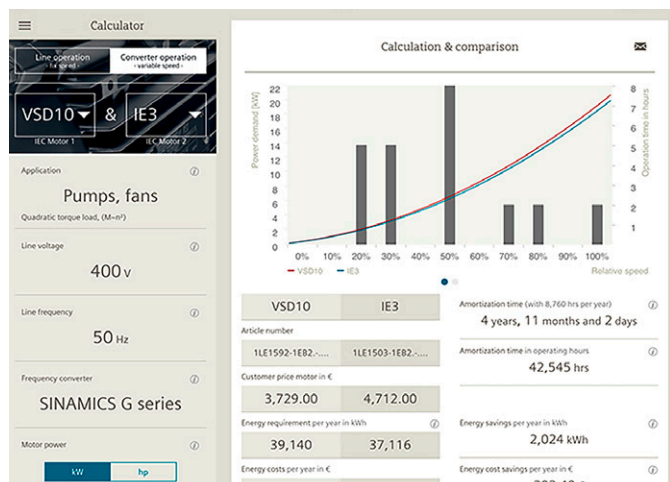 Calculator
Line operation
- fix speed -
Converter operation
- variable speed -
VSD10 & IE3
IEC Motor 1 IEC Motor 2
Application
Pumps, fans
Quadratic torque load, (M~n²)
Line voltage
400 V
Line frequency
50 Hz
Frequency converter
SINAMICS G series
Motor power
kW hp
Calculation & comparison
Power demand [kW]
22
20
18
16
14
12
10
8
6
4
2
0
Operation time in hours
8
7
6
5
4
3
2
1
0% 10% 20% 30% 40% 50% 60% 70% 80% 90% 100%
VSD10 IE3 Relative speed
VSD10 IE3
Article number
1LE1592-1EB2.-.... 1LE1503-1EB2.-....
Customer price motor in €
3,729.00 4,712.00
Energy requirement per year in kWh
39,140 37,116
Energy costs per year in €
Amortization time (with 8,760 hrs per year)
4 years, 11 months and 2 days
Amortization time in operating hours
42,545 hrs
Energy savings per year in kWh
2,024 kWh
Energy cost savings per year in €